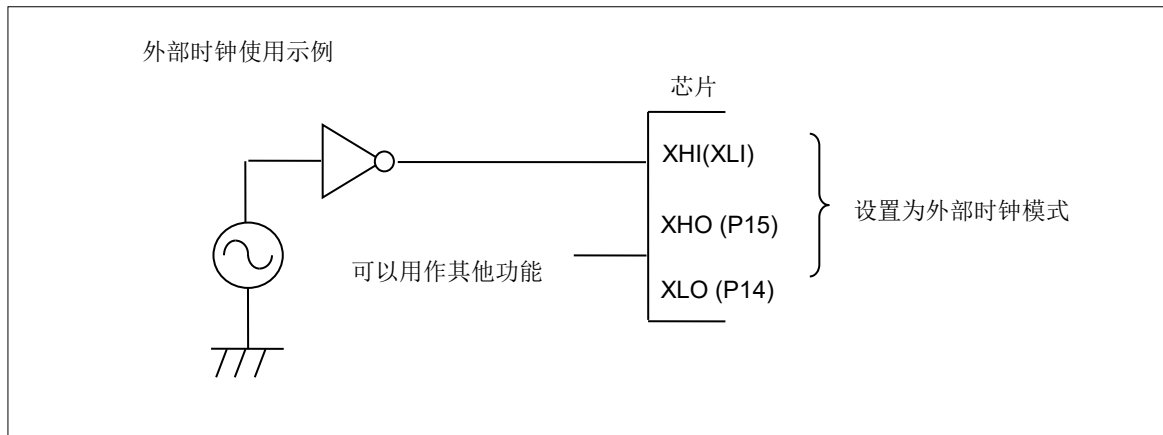 外部时钟使用示例
芯片
XHI(XLI)
XHO (P15)
设置为外部时钟模式
可以用作其他功能
XLO (P14)